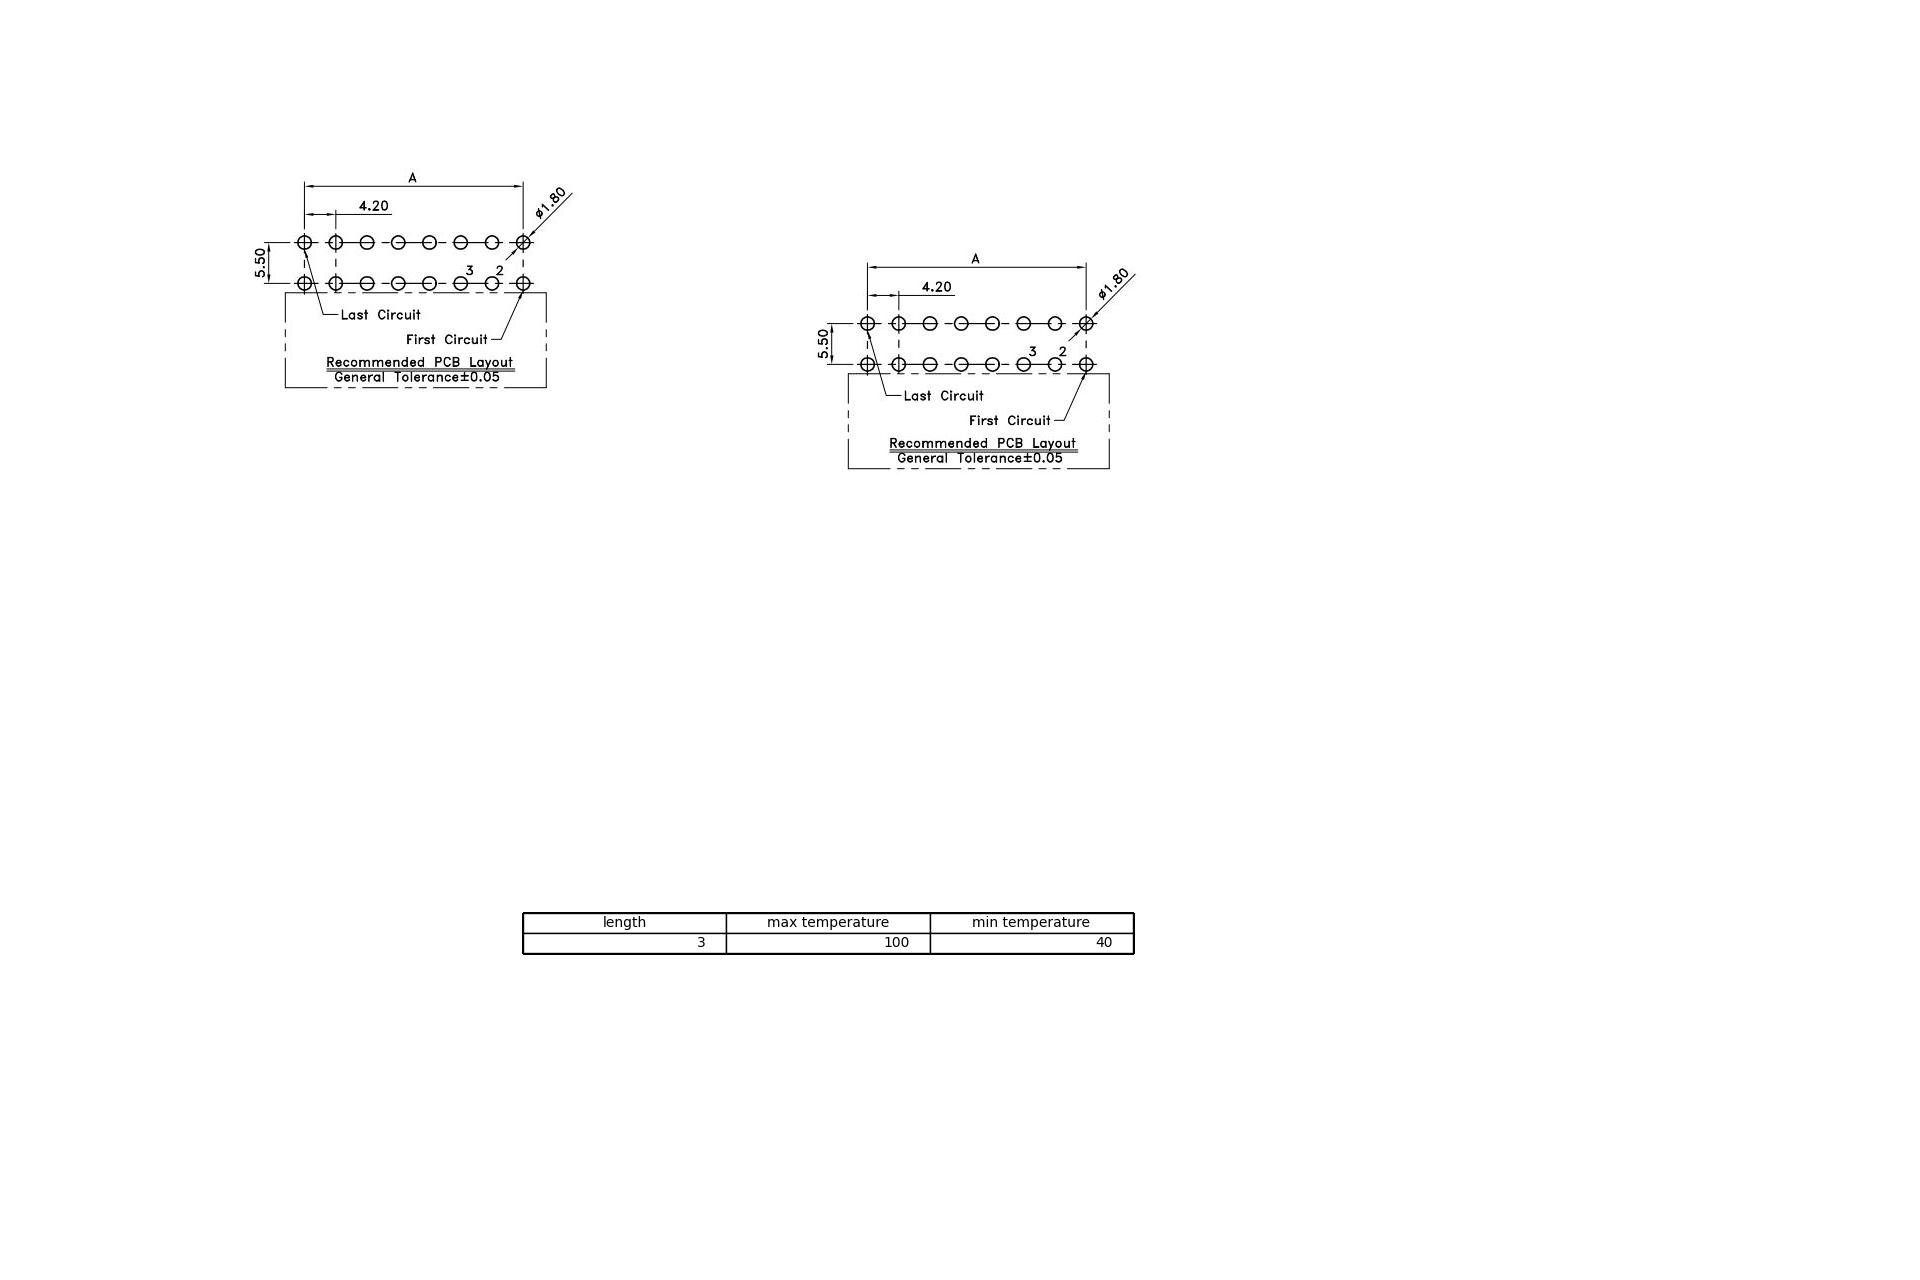 A
4.20
ø1.80
5.50
3 2
Last Circuit
First Circuit
Recommended PCB Layout
General Tolerance±0.05
A
4.20
ø1.80
5.50
3 2
Last Circuit
First Circuit
Recommended PCB Layout
General Tolerance±0.05
length max temperature min temperature
3 100 40